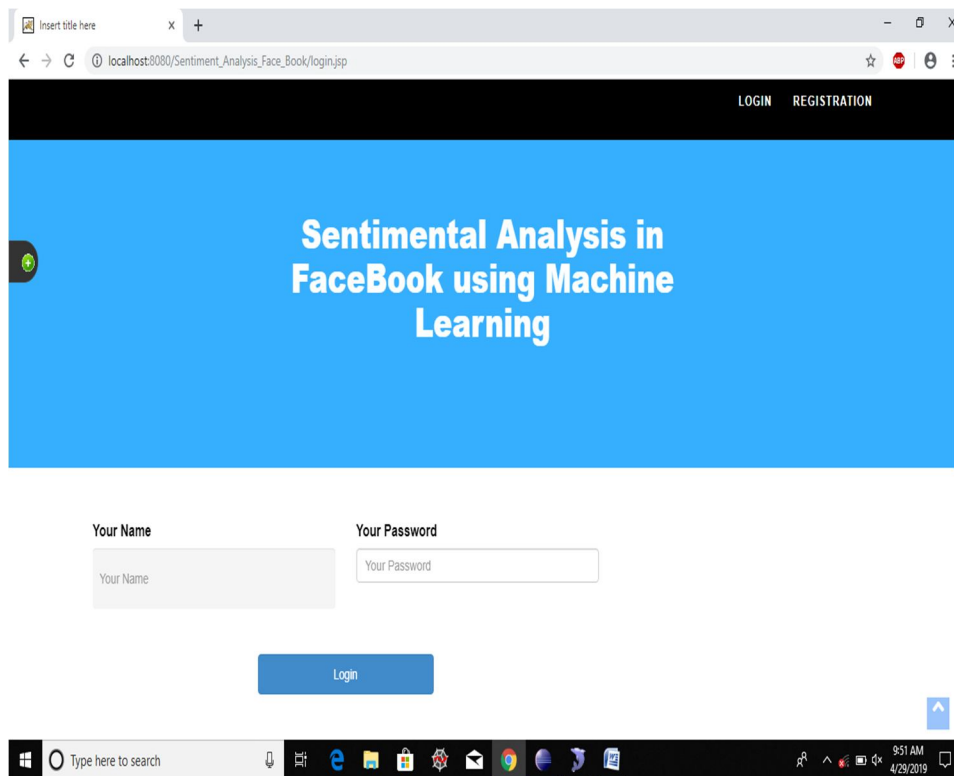 Insert title here
localhost:8080/Sentiment_Analysis_Face_Book/login.jsp
ABP
LOGIN REGISTRATION
Sentimental Analysis in
FaceBook using Machine
Learning
Your Name Your Password
Your Name Your Password
Login
Type here to search
9:51 AM
4/29/2019